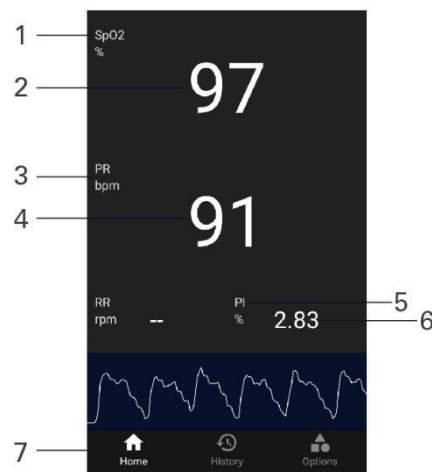 1
SpO2
%
2
97
3
PR
bpm
4
91
RR
rpm
--
PI
%
2.83
5
6
7
Home
History
Options